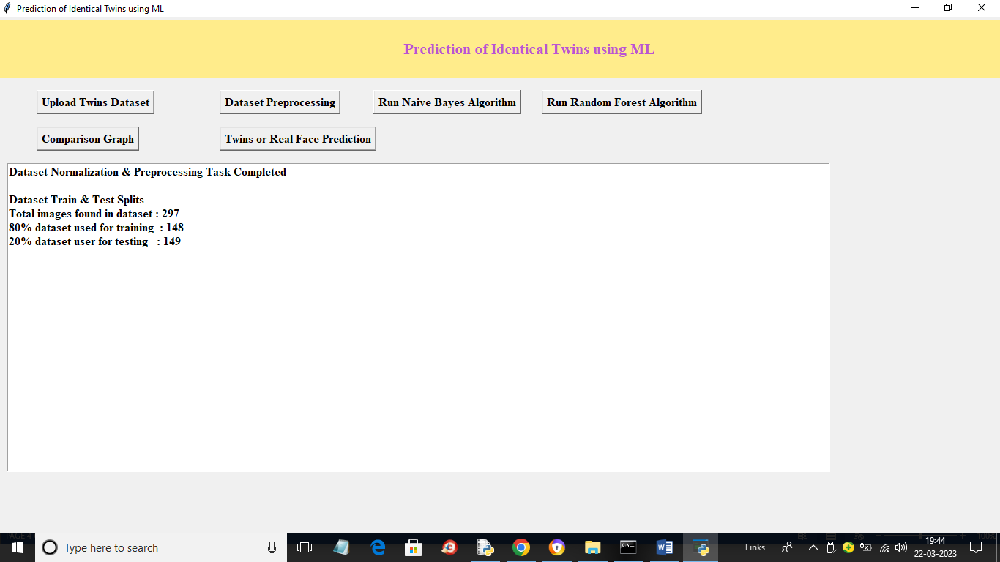 Prediction of Identical Twins using ML
Prediction of Identical Twins using ML
Upload Twins Dataset
Dataset Preprocessing
Run Naive Bayes Algorithm
Run Random Forest Algorithm
Comparison Graph
Twins or Real Face Prediction
Dataset Normalization & Preprocessing Task Completed
Dataset Train & Test Splits
Total images found in dataset : 297
80% dataset used for training : 148
20% dataset user for testing : 149
PAGE 4
100%
Type here to search
Links
19:44
22-03-2023